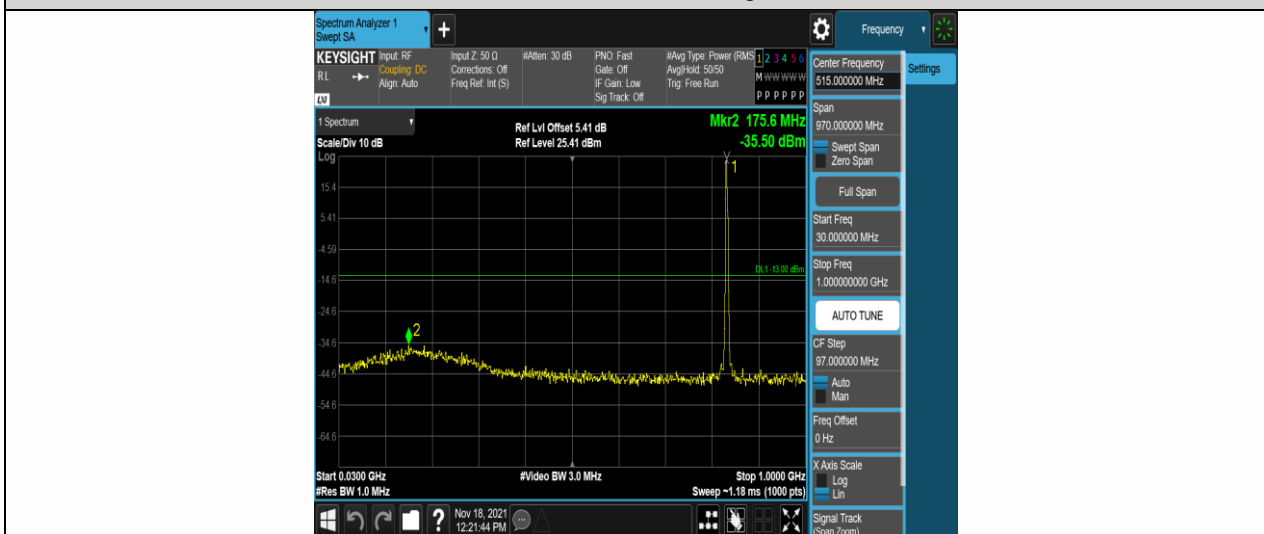 Spectrum Analyzer 1
Swept SA
+
Frequency
KEYSIGHT
RL
LXI
Input: RF
Coupling: DC
Align: Auto
Input Z: 50 Ω
Corrections: Off
Freq Ref: Int (S)
#Atten: 30 dB
PNO: Fast
Gate: Off
IF Gain: Low
Sig Track: Off
#Avg Type: Power (RMS
Avg|Hold: 50/50
Trig: Free Run
1 2 3 4 5 6
M W W W W W
P P P P P P
1 Spectrum
Scale/Div 10 dB
Log
Ref Lvl Offset 5.41 dB
Ref Level 25.41 dBm
Mkr2 175.6 MHz
-35.50 dBm
1
15.4
5.41
-4.59
DL1 -13.00 dBm
-14.6
-24.6
2
-34.6
-44.6
-54.6
-64.6
Start 0.0300 GHz
#Video BW 3.0 MHz
Stop 1.0000 GHz
#Res BW 1.0 MHz
Sweep ~1.18 ms (1000 pts)
?
Nov 18, 2021
12:21:44 PM
Center Frequency
515.000000 MHz
Settings
Span
970.000000 MHz
Swept Span
Zero Span
Full Span
Start Freq
30.000000 MHz
Stop Freq
1.000000000 GHz
AUTO TUNE
CF Step
97.000000 MHz
Auto
Man
Freq Offset
0 Hz
X Axis Scale
Log
Lin
Signal Track
(Span Zoom)